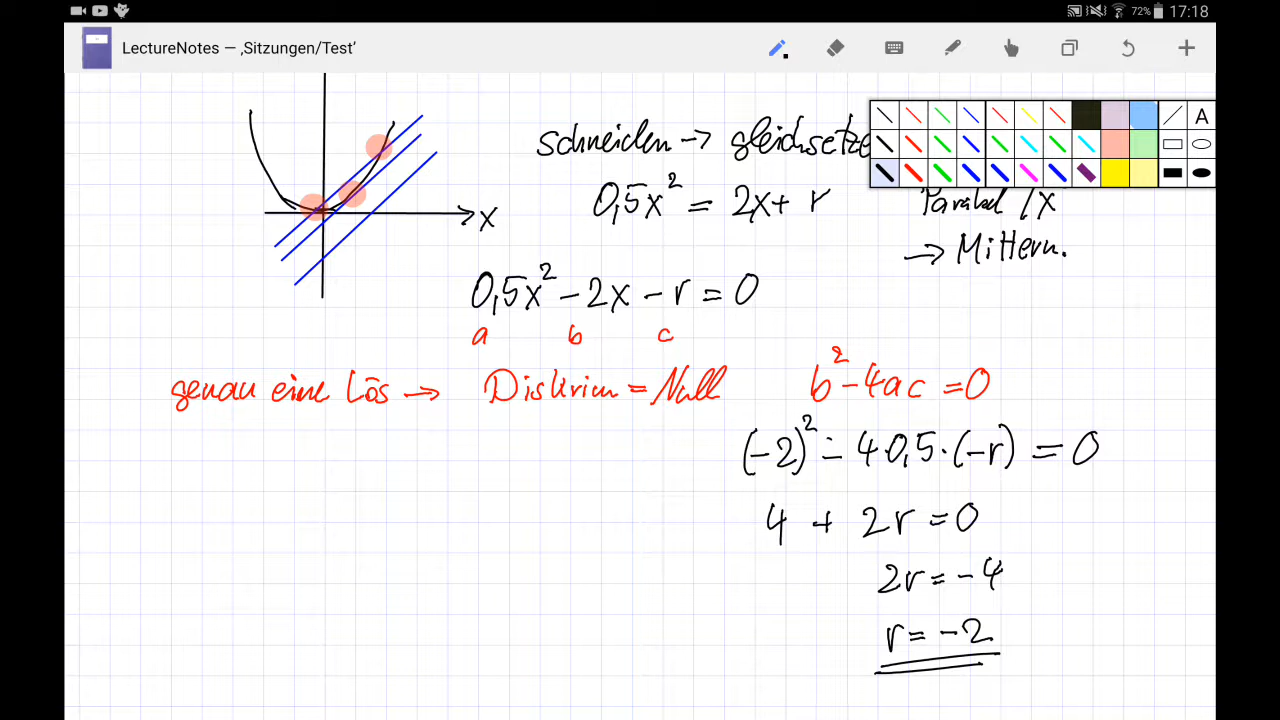 72% 17:18
LectureNotes – ‚Sitzungen/Test’
A
schneiden → gleichsetze
0,5x² = 2x + r
Parabel /X
→ Mittern.
X
0,5x² - 2x - r = 0
a b c
genau eine Lös → Diskrim = Null b² - 4ac = 0
(-2)² - 4·0,5·(-r) = 0
4 + 2r = 0
2r = -4
r = -2